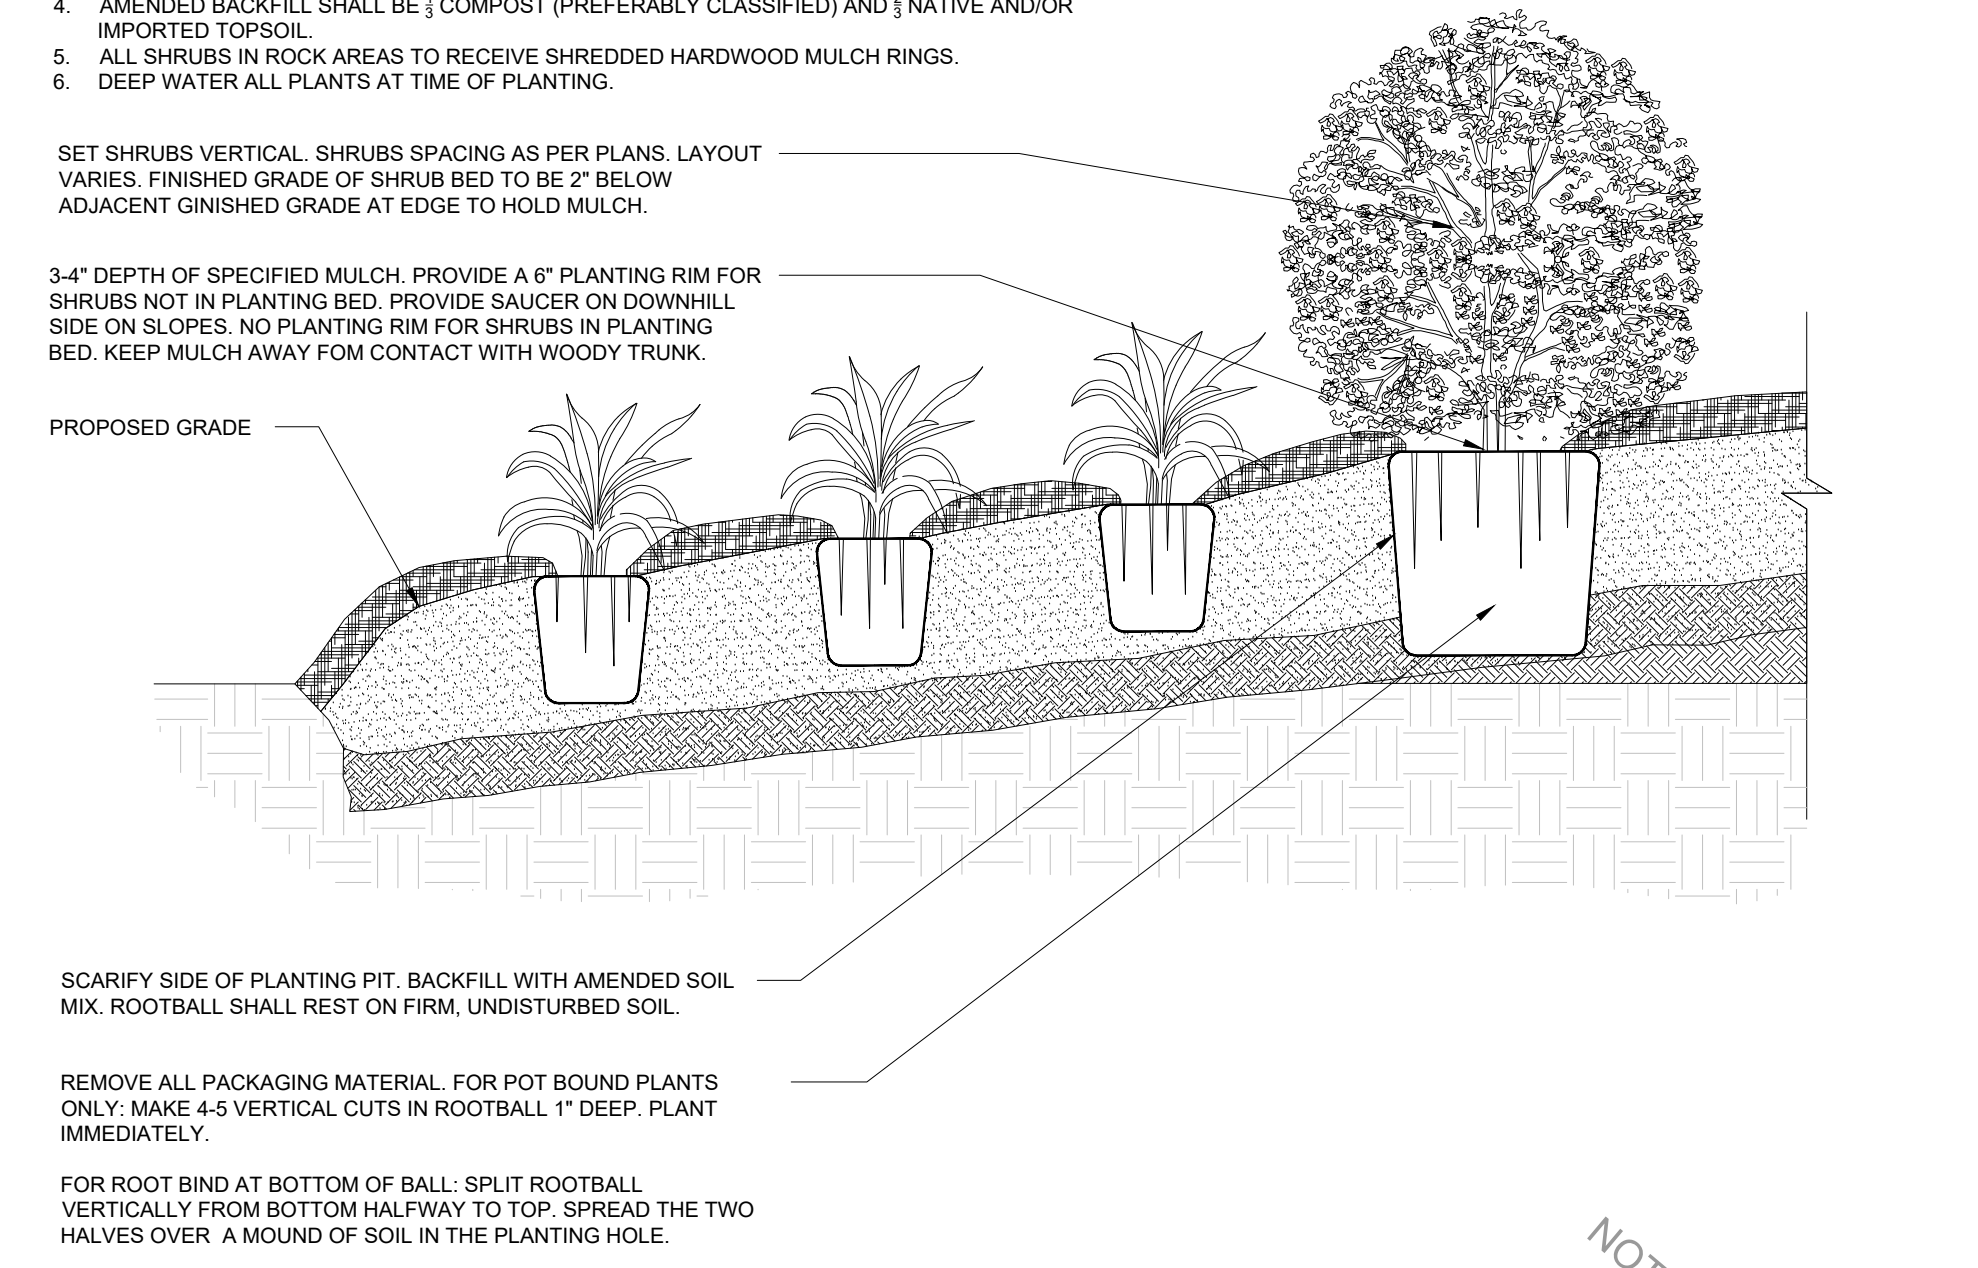 4. AMENDED BACKFILL SHALL BE 1/3 COMPOST (PREFERABLY CLASSIFIED) AND 2/3 NATIVE AND/OR
IMPORTED TOPSOIL.
5. ALL SHRUBS IN ROCK AREAS TO RECEIVE SHREDDED HARDWOOD MULCH RINGS.
6. DEEP WATER ALL PLANTS AT TIME OF PLANTING.
SET SHRUBS VERTICAL. SHRUBS SPACING AS PER PLANS. LAYOUT
VARIES. FINISHED GRADE OF SHRUB BED TO BE 2" BELOW
ADJACENT GINISHED GRADE AT EDGE TO HOLD MULCH.
3-4" DEPTH OF SPECIFIED MULCH. PROVIDE A 6" PLANTING RIM FOR
SHRUBS NOT IN PLANTING BED. PROVIDE SAUCER ON DOWNHILL
SIDE ON SLOPES. NO PLANTING RIM FOR SHRUBS IN PLANTING
BED. KEEP MULCH AWAY FOM CONTACT WITH WOODY TRUNK.
PROPOSED GRADE
SCARIFY SIDE OF PLANTING PIT. BACKFILL WITH AMENDED SOIL
MIX. ROOTBALL SHALL REST ON FIRM, UNDISTURBED SOIL.
REMOVE ALL PACKAGING MATERIAL. FOR POT BOUND PLANTS
ONLY: MAKE 4-5 VERTICAL CUTS IN ROOTBALL 1" DEEP. PLANT
IMMEDIATELY.
FOR ROOT BIND AT BOTTOM OF BALL: SPLIT ROOTBALL
VERTICALLY FROM BOTTOM HALFWAY TO TOP. SPREAD THE TWO
HALVES OVER A MOUND OF SOIL IN THE PLANTING HOLE.
NOT